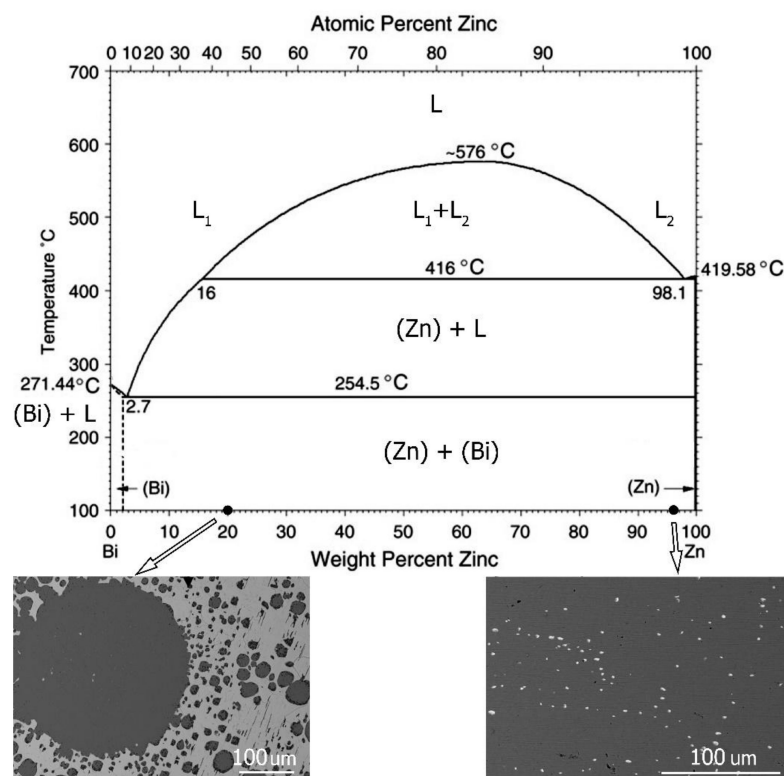 Atomic Percent Zinc
0 10 20 30 40 50 60 70 80 90 100
700
L
600
~576 °C
500
L1
L1+L2
L2
416 °C
419.58 °C
400
16
98.1
Temperature °C
(Zn) + L
300
271.44°C
254.5 °C
(Bi) + L
2.7
200
(Zn) + (Bi)
(Bi)
(Zn)
100
0 10 20 30 40 50 60 70 80 90 100
Bi
Weight Percent Zinc
Zn
100 um
100 um